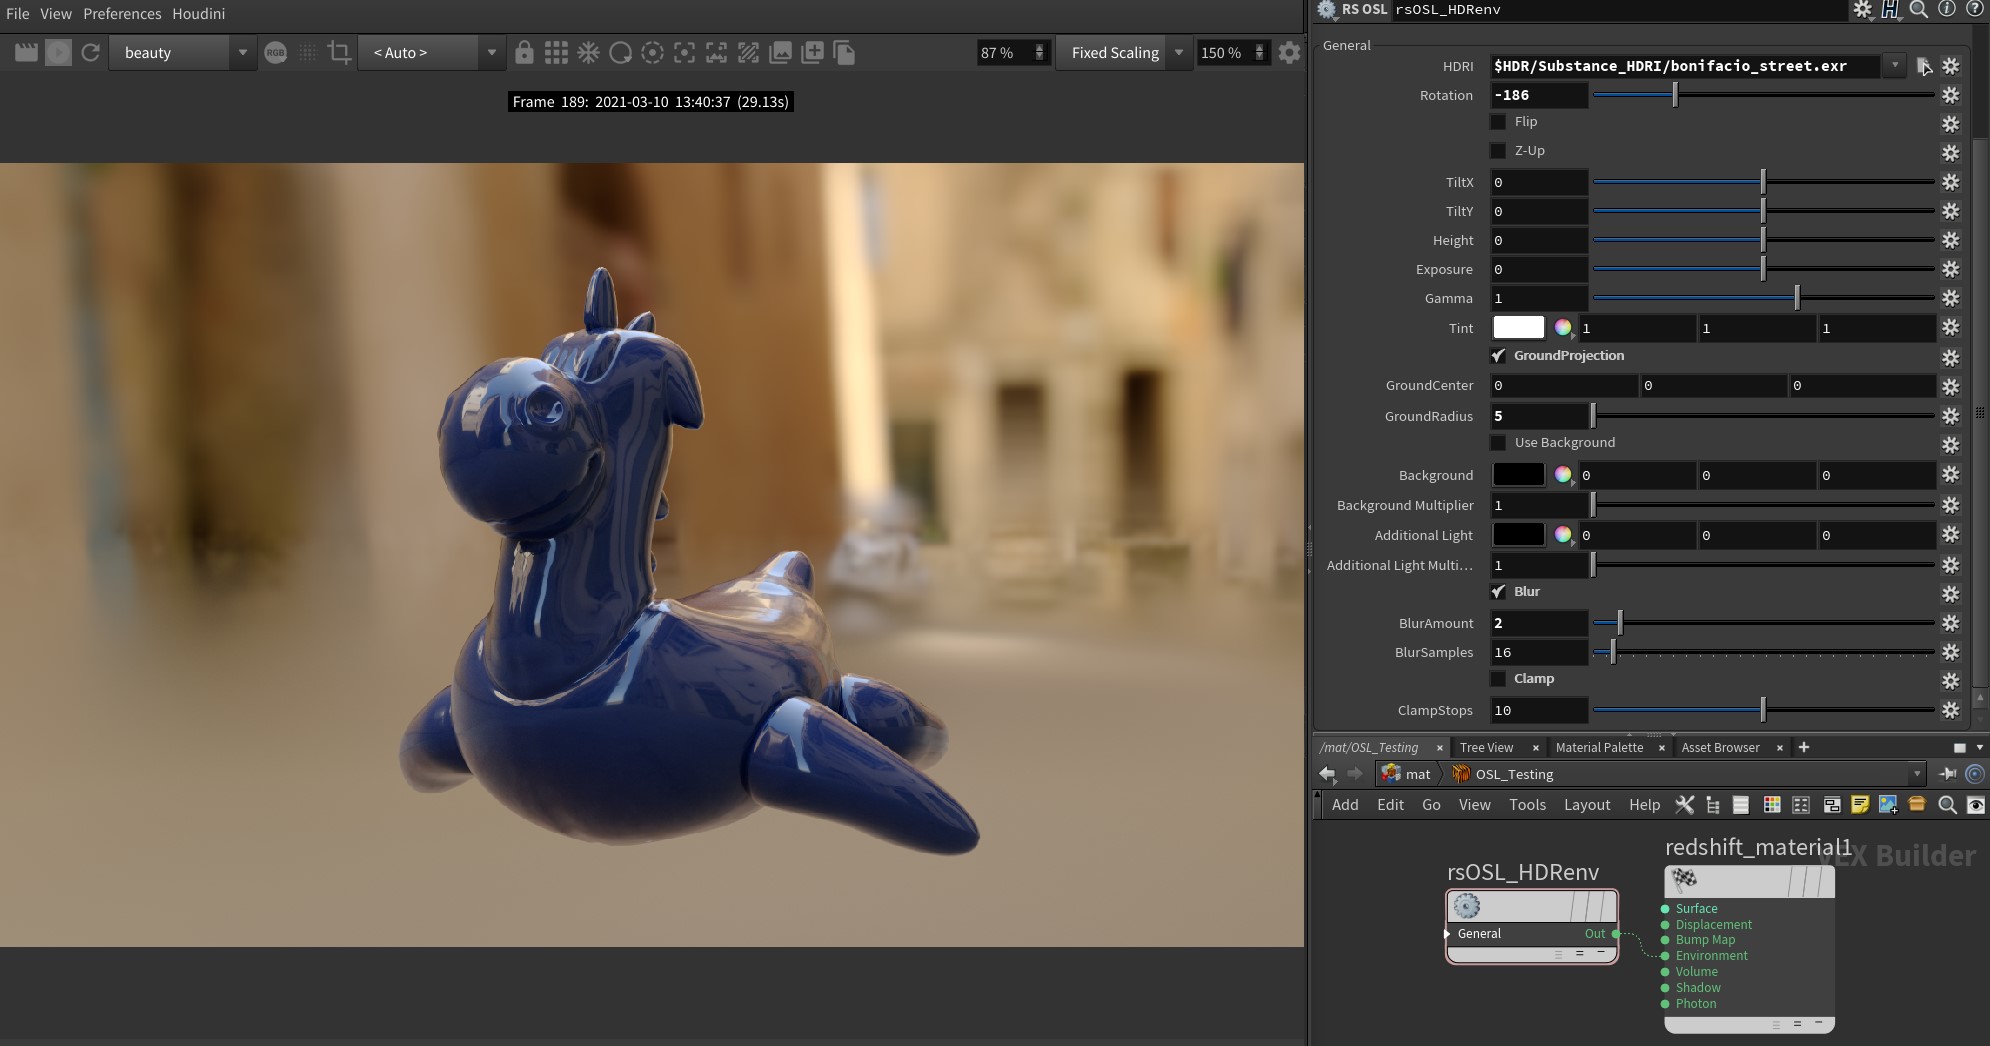 File View Preferences Houdini
beauty
RGB
< Auto >
87 %
Fixed Scaling
150 %
Frame 189: 2021-03-10 13:40:37 (29.13s)
RS OSL rsOSL_HDRenv
General
HDRI $HDR/Substance_HDRI/bonifacio_street.exr
Rotation -186
Flip
Z-Up
TiltX 0
TiltY 0
Height 0
Exposure 0
Gamma 1
Tint 1 1 1
GroundProjection
GroundCenter 0 0 0
GroundRadius 5
Use Background
Background 0 0 0
Background Multiplier 1
Additional Light 0 0 0
Additional Light Multi... 1
Blur
BlurAmount 2
BlurSamples 16
Clamp
ClampStops 10
/mat/OSL_Testing × Tree View × Material Palette × Asset Browser × +
mat OSL_Testing
Add Edit Go View Tools Layout Help
redshift_material1
VEX Builder
rsOSL_HDRenv
General Out
Surface
Displacement
Bump Map
Environment
Volume
Shadow
Photon